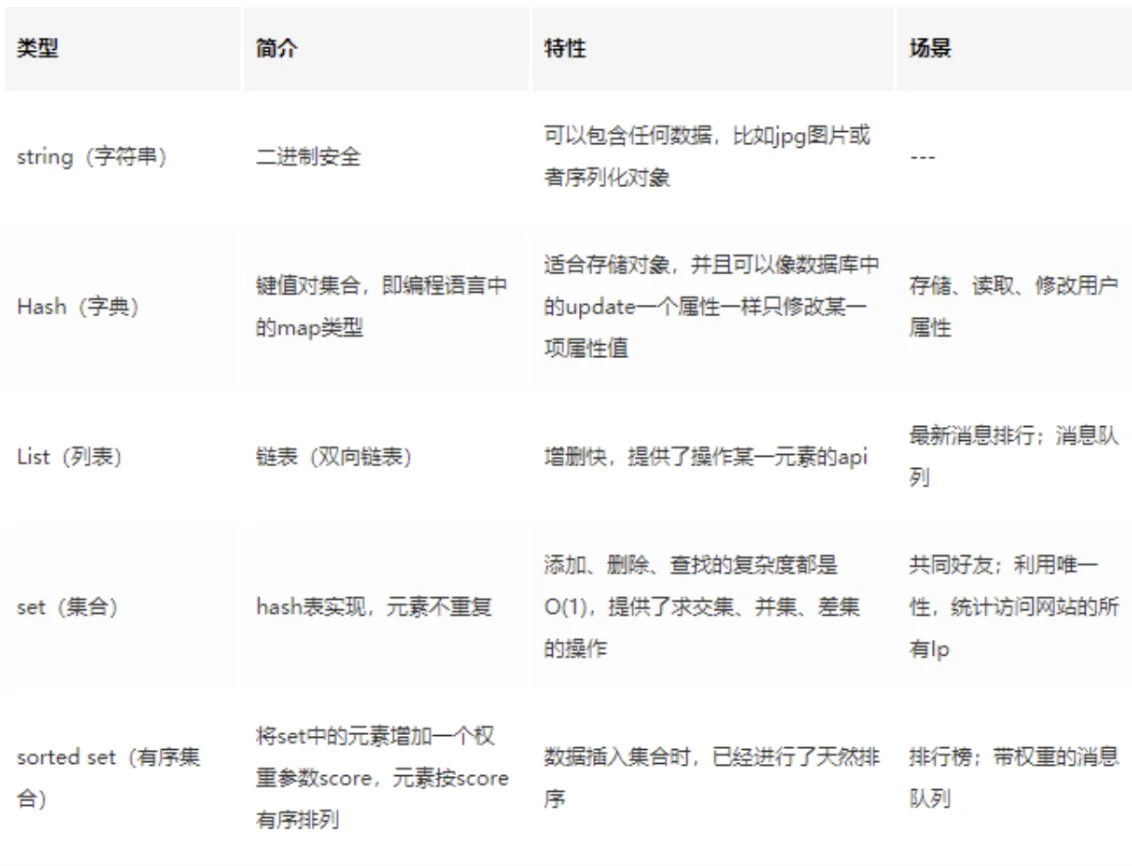 类型 简介 特性 场景
string（字符串） 二进制安全 可以包含任何数据，比如jpg图片或
者序列化对象 ---
Hash（字典） 键值对集合，即编程语言中
的map类型 适合存储对象，并且可以像数据库中
的update一个属性一样只修改某一
项属性值 存储、读取、修改用户
属性
List（列表） 链表（双向链表） 增删快，提供了操作某一元素的api 最新消息排行；消息队
列
set（集合） hash表实现，元素不重复 添加、删除、查找的复杂度都是
O(1)，提供了求交集、并集、差集
的操作 共同好友；利用唯一
性，统计访问网站的所
有Ip
sorted set（有序集
合） 将set中的元素增加一个权
重参数score，元素按score
有序排列 数据插入集合时，已经进行了天然排
序 排行榜；带权重的消息
队列